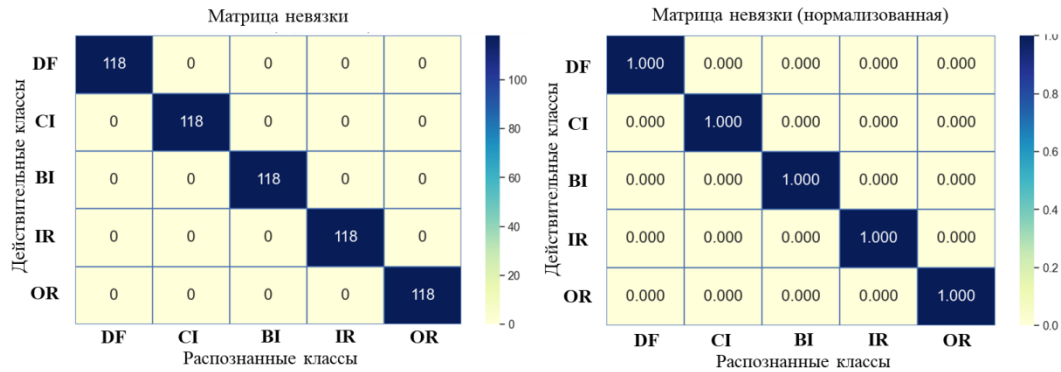 Матрица невязки
Действительные классы
DF 118 0 0 0 0
CI 0 118 0 0 0
BI 0 0 118 0 0
IR 0 0 0 118 0
OR 0 0 0 0 118
DF CI BI IR OR
Распознанные классы
100
80
60
40
20
0
Матрица невязки (нормализованная)
Действительные классы
DF 1.000 0.000 0.000 0.000 0.000
CI 0.000 1.000 0.000 0.000 0.000
BI 0.000 0.000 1.000 0.000 0.000
IR 0.000 0.000 0.000 1.000 0.000
OR 0.000 0.000 0.000 0.000 1.000
DF CI BI IR OR
Распознанные классы
1.0
0.8
0.6
0.4
0.2
0.0